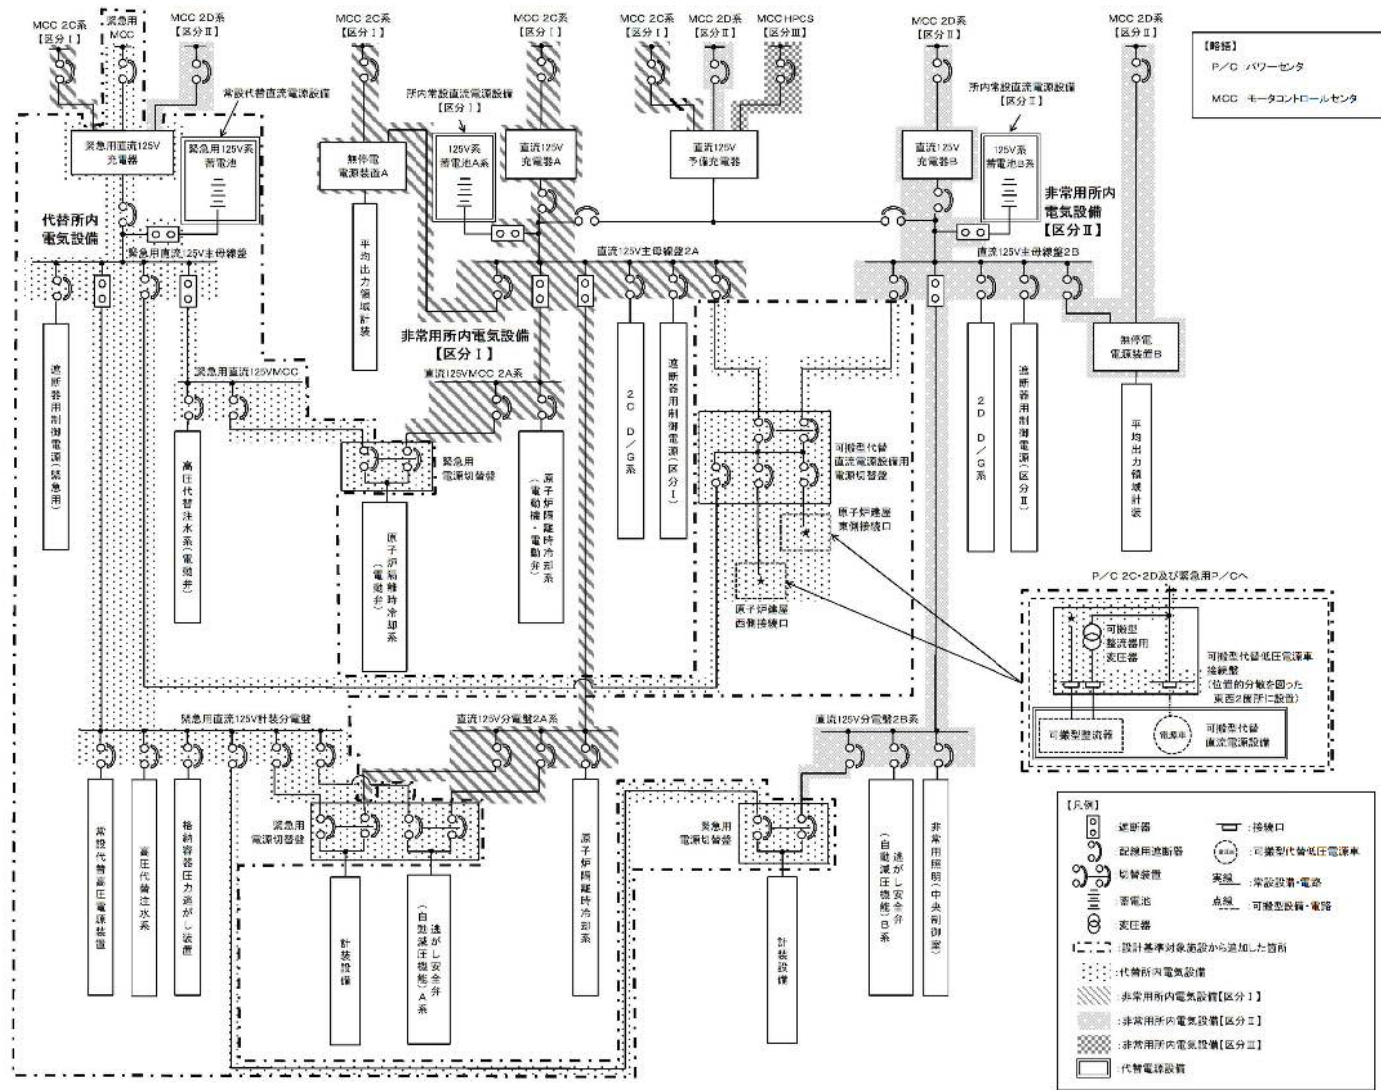 MCC 2C系
【区分Ⅰ】
緊急用
MCC
MCC 2D系
【区分Ⅱ】
MCC 2C系
【区分Ⅰ】
MCC 2C系
【区分Ⅰ】
MCC 2C系
【区分Ⅰ】
MCC 2D系
【区分Ⅱ】
MCC HPCS
【区分Ⅲ】
MCC 2D系
【区分Ⅱ】
MCC 2D系
【区分Ⅱ】
【略語】
P/C:パワーセンタ
MCC:モータコントロールセンタ
常設代替直流電源設備
所内常設直流電源設備
【区分Ⅰ】
所内常設直流電源設備
【区分Ⅱ】
緊急用直流125V
充電器
緊急用125V系
蓄電池
無停電
電源装置A
125V系
蓄電池A系
直流125V
充電器A
直流125V
予備充電器
直流125V
充電器B
125V系
蓄電池B系
代替所内
電気設備
非常用所内
電気設備
【区分Ⅱ】
緊急用直流125V主母線盤
直流125V主母線盤2A
直流125V主母線盤2B
平均出力領域計装
非常用所内電気設備
【区分Ⅰ】
無停電
電源装置B
遮断器用制御電源(緊急用)
緊急用直流125VMCC
直流125VMCC 2A系
高圧代替注水系(電動弁)
緊急用
電源切替盤
原子炉隔離時冷却系
(電動弁)
原子炉隔離時冷却系
(電動機・電動弁)
2C D/G系
遮断器用制御電源(区分Ⅰ)
可搬型代替
直流電源設備用
電源切替盤
2D D/G系
遮断器用制御電源(区分Ⅱ)
平均出力領域計装
原子炉建屋
東側接続口
原子炉建屋
西側接続口
P/C 2C・2D及び緊急用P/Cへ
可搬型
整流器用
変圧器
可搬型代替低圧電源車
接続盤
(位置的分散を図った
東西2箇所に設置)
可搬型整流器
電源車
可搬型代替
直流電源設備
緊急用直流125V計装分電盤
直流125V分電盤2A系
直流125V分電盤2B系
常設代替高圧電源装置
高圧代替注水系
格納容器圧力逃がし装置
緊急用
電源切替盤
計装設備
逃がし安全弁
(自動減圧機能)A系
原子炉隔離時冷却系
緊急用
電源切替盤
計装設備
逃がし安全弁
(自動減圧機能)B系
非常用照明(中央制御室)
【凡例】
:遮断器
:配線用遮断器
:切替装置
:蓄電池
:変圧器
:接続口
:可搬型代替低圧電源車
実線 :常設設備・電路
点線 :可搬型設備・電路
:設計基準対象施設から追加した箇所
:代替所内電気設備
:非常用所内電気設備【区分Ⅰ】
:非常用所内電気設備【区分Ⅱ】
:非常用所内電気設備【区分Ⅲ】
:代替電源設備